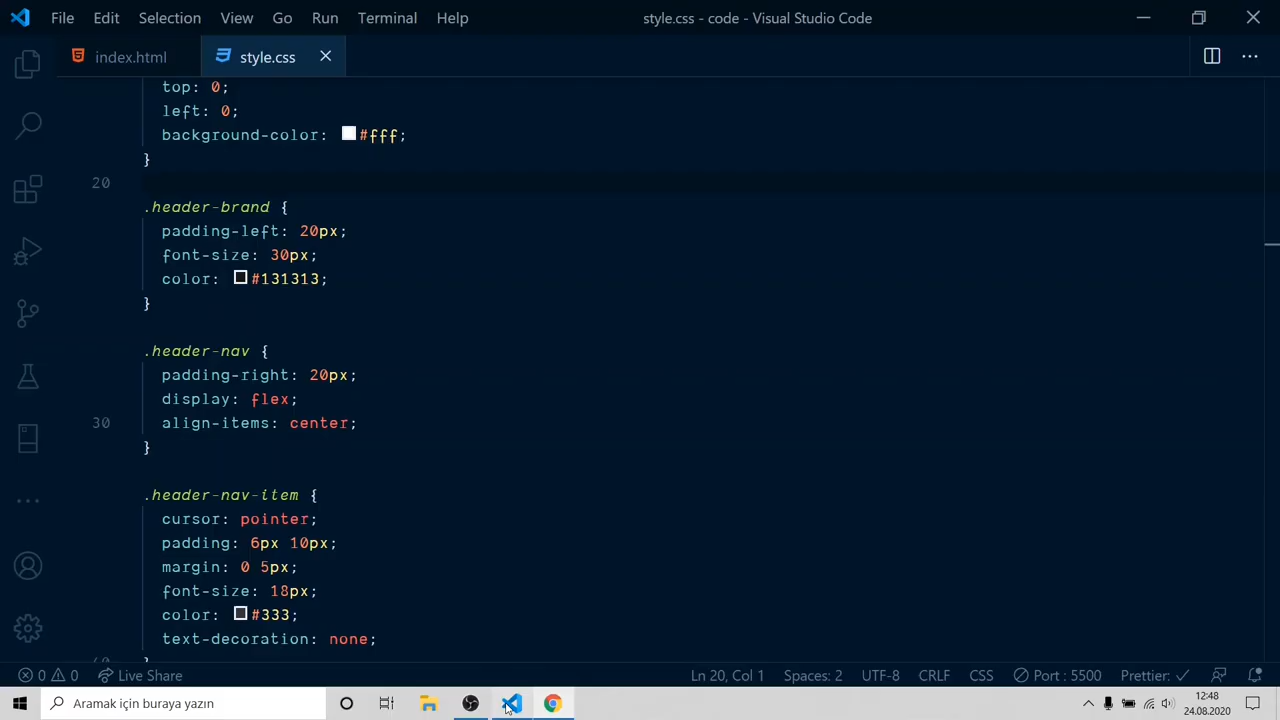 File Edit Selection View Go Run Terminal Help style.css - code - Visual Studio Code
index.html style.css
top: 0;
left: 0;
background-color: #fff;
}
20
.header-brand {
padding-left: 20px;
font-size: 30px;
color: #131313;
}
.header-nav {
padding-right: 20px;
display: flex;
30 align-items: center;
}
.header-nav-item {
cursor: pointer;
padding: 6px 10px;
margin: 0 5px;
font-size: 18px;
color: #333;
text-decoration: none;
0 0 Live Share Ln 20, Col 1 Spaces: 2 UTF-8 CRLF CSS Port : 5500 Prettier:
Aramak için buraya yazın 12:48
24.08.2020